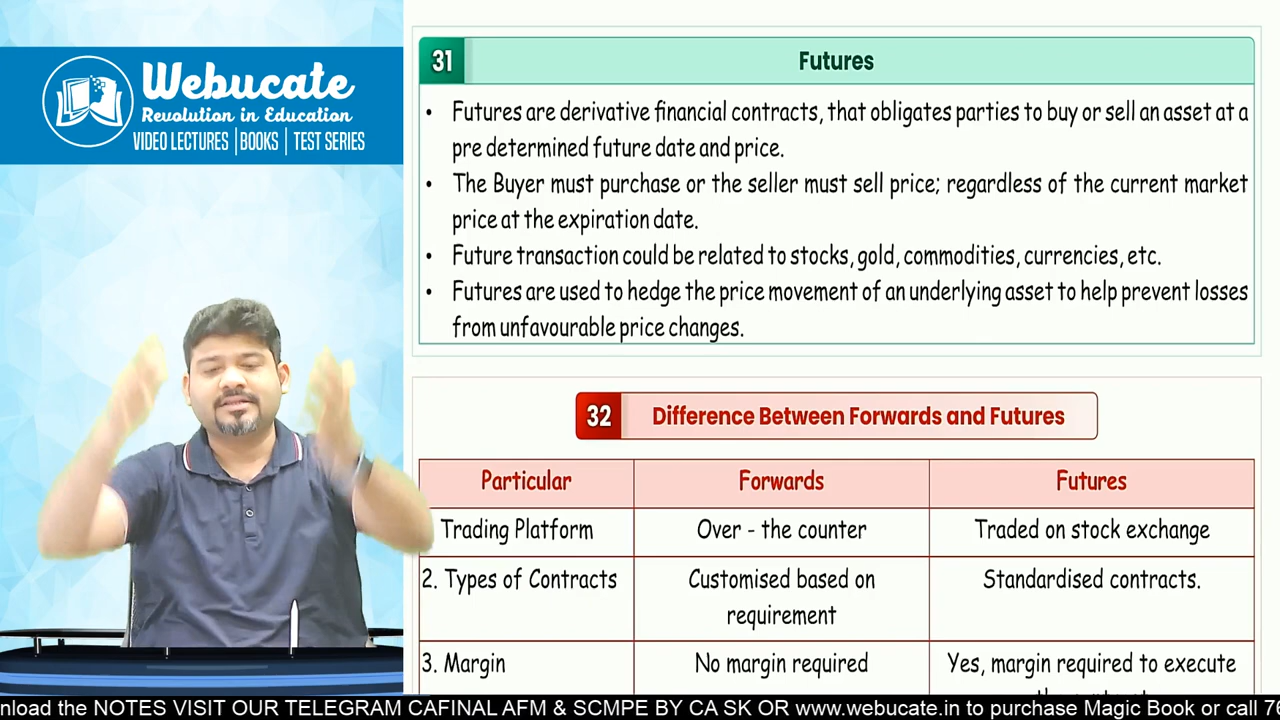 Webucate
Revolution in Education
VIDEO LECTURES | BOOKS | TEST SERIES
31 Futures
• Futures are derivative financial contracts, that obligates parties to buy or sell an asset at a
pre determined future date and price.
• The Buyer must purchase or the seller must sell price; regardless of the current market
price at the expiration date.
• Future transaction could be related to stocks, gold, commodities, currencies, etc.
• Futures are used to hedge the price movement of an underlying asset to help prevent losses
from unfavourable price changes.
32 Difference Between Forwards and Futures
Particular Forwards Futures
Trading Platform Over - the counter Traded on stock exchange
2. Types of Contracts Customised based on Standardised contracts.
requirement
3. Margin No margin required Yes, margin required to execute
nload the NOTES VISIT OUR TELEGRAM CAFINAL AFM & SCMPE BY CA SK OR www.webucate.in to purchase Magic Book or call 76